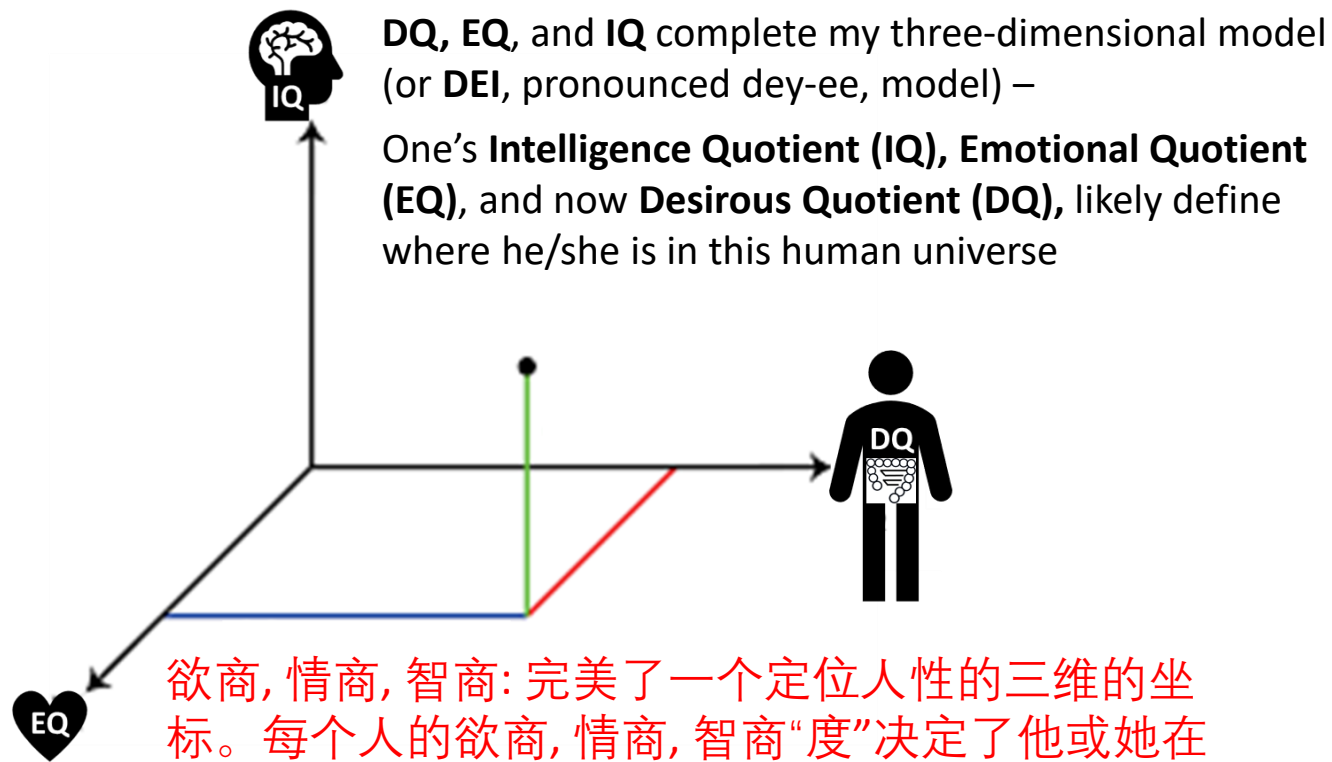 IQ
DQ, EQ, and IQ complete my three-dimensional model
(or DEI, pronounced dey-ee, model) –
One’s Intelligence Quotient (IQ), Emotional Quotient
(EQ), and now Desirous Quotient (DQ), likely define
where he/she is in this human universe
DQ
EQ
欲商, 情商, 智商: 完美了一个定位人性的三维的坐
标。每个人的欲商, 情商, 智商“度”决定了他或她在